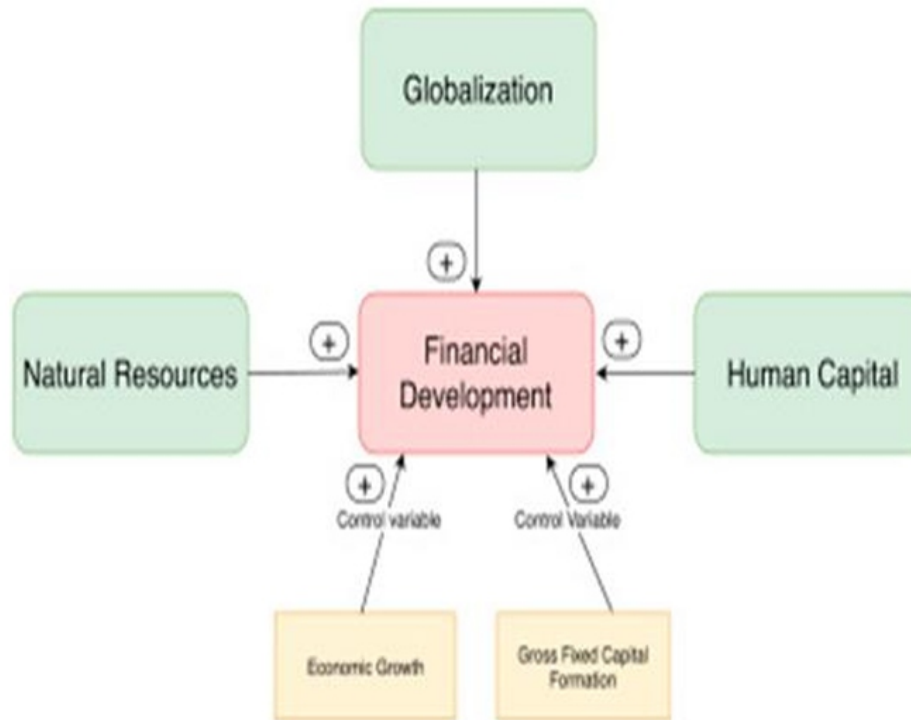 Globalization
+
+
Financial
Development
+
Natural Resources
Human Capital
+
+
Control variable
Control Variable
Economic Growth
Gross Fixed Capital
Formation